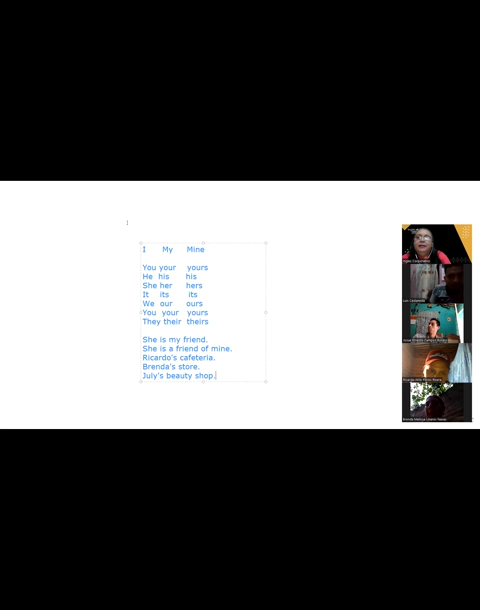 I My Mine
You your yours
He his his
She her hers
It its its
We our ours
You your yours
They their theirs
She is my friend.
She is a friend of mine.
Ricardo's cafeteria.
Brenda's store.
July's beauty shop.